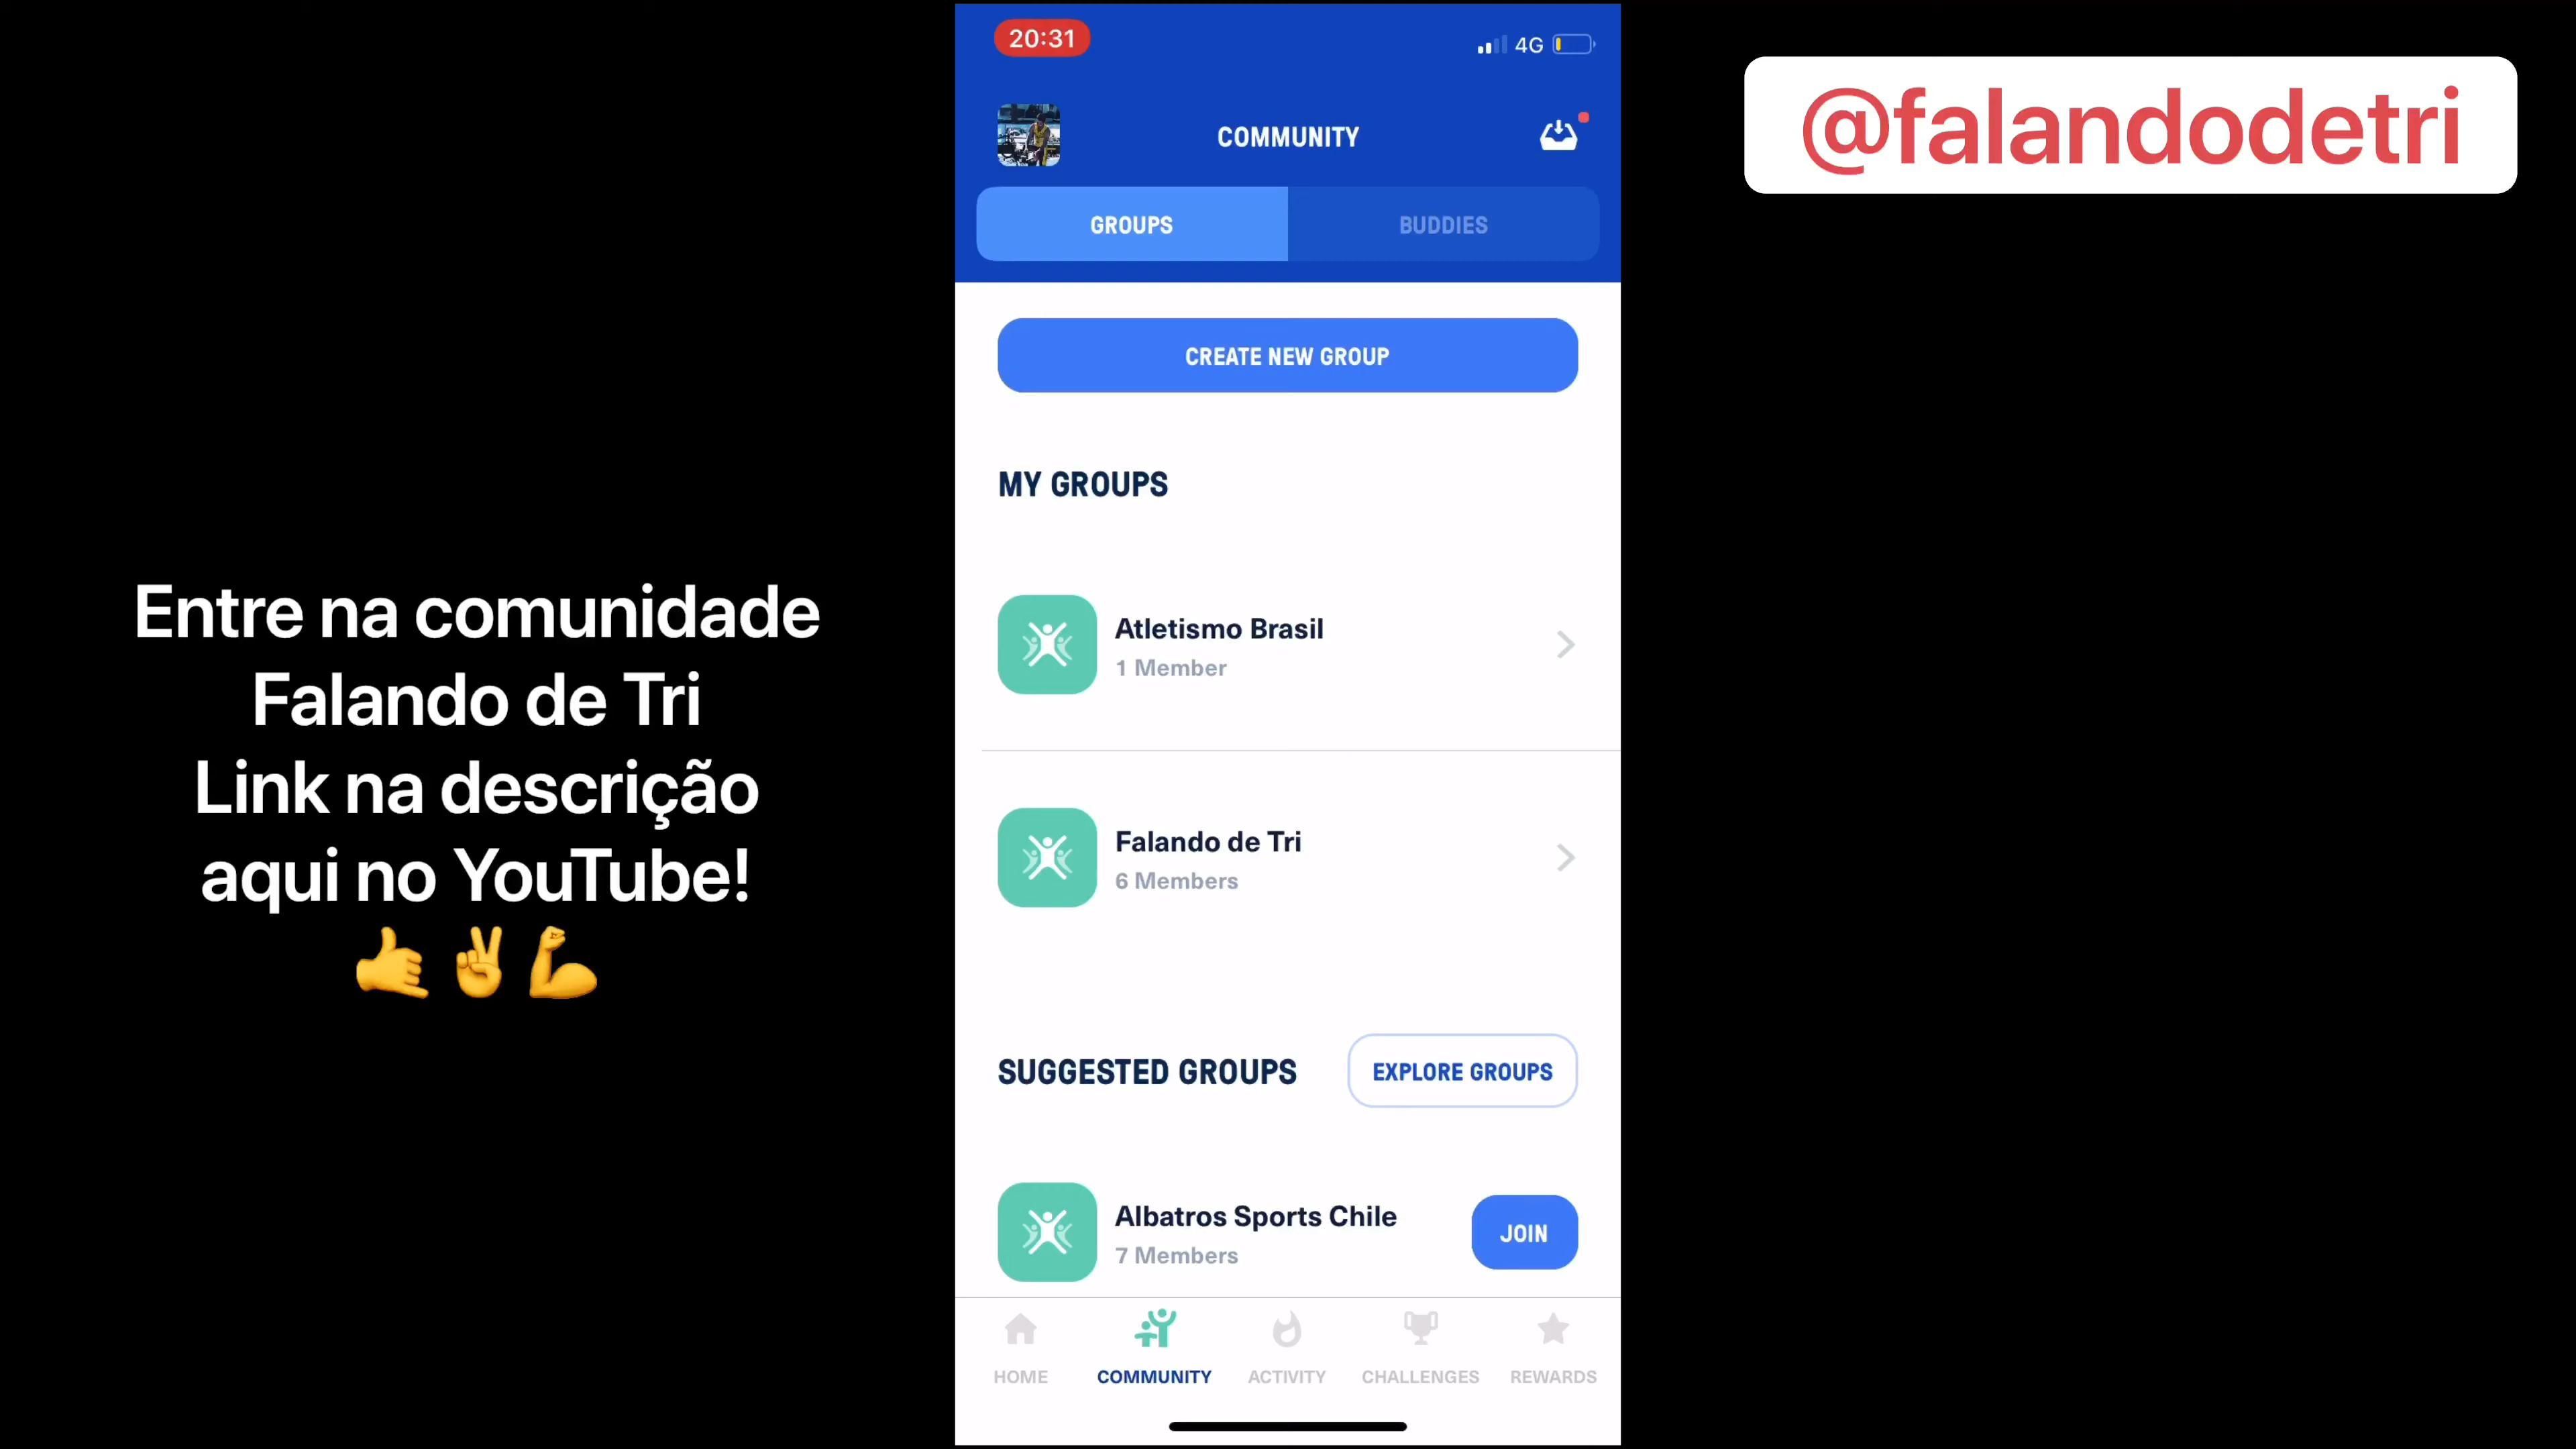 Entre na comunidade
Falando de Tri
Link na descrição
aqui no YouTube!
🤙✌️💪
20:31
4G
COMMUNITY
GROUPS
BUDDIES
CREATE NEW GROUP
MY GROUPS
Atletismo Brasil
1 Member
Falando de Tri
6 Members
SUGGESTED GROUPS
EXPLORE GROUPS
Albatros Sports Chile
7 Members
JOIN
HOME
COMMUNITY
ACTIVITY
CHALLENGES
REWARDS
@falandodetri